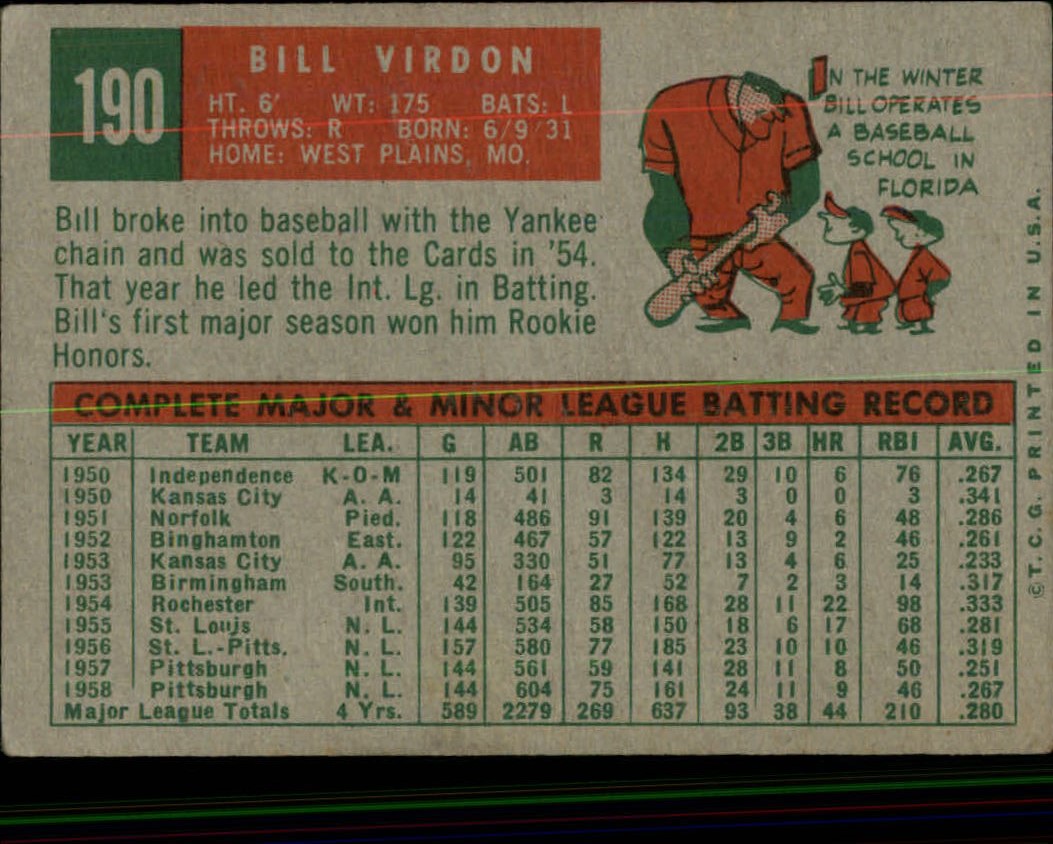 190
BILL VIRDON
HT. 6' WT: 175 BATS: L
THROWS: R BORN: 6/9/31
HOME: WEST PLAINS, MO.
IN THE WINTER
BILL OPERATES
A BASEBALL
SCHOOL IN
FLORIDA
Bill broke into baseball with the Yankee
chain and was sold to the Cards in '54.
That year he led the Int. Lg. in Batting.
Bill's first major season won him Rookie
Honors.
COMPLETE MAJOR & MINOR LEAGUE BATTING RECORD
YEAR TEAM LEA. G AB R H 2B 3B HR RBI AVG.
1950 Independence K-O-M 119 501 82 134 29 10 6 76 .267
1950 Kansas City A. A. 14 41 3 14 3 0 0 3 .341
1951 Norfolk Pied. 118 486 91 139 20 4 6 48 .286
1952 Binghamton East. 122 467 57 122 13 9 2 46 .261
1953 Kansas City A. A. 95 330 51 77 13 4 6 25 .233
1953 Birmingham South. 42 164 27 52 7 2 3 14 .317
1954 Rochester Int. 139 505 85 168 28 11 22 98 .333
1955 St. Louis N. L. 144 534 58 150 18 6 17 68 .281
1956 St. L.-Pitts. N. L. 157 580 77 185 23 10 10 46 .319
1957 Pittsburgh N. L. 144 561 59 141 28 11 8 50 .251
1958 Pittsburgh N. L. 144 604 75 161 24 11 9 46 .267
Major League Totals 4 Yrs. 589 2279 269 637 93 38 44 210 .280
© T. C. G. PRINTED IN U.S.A.